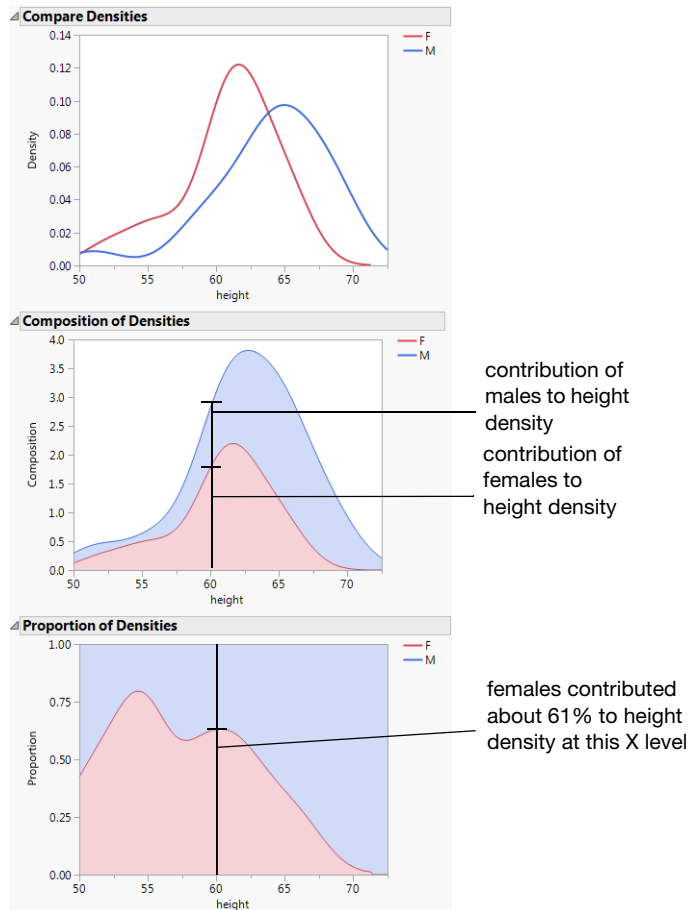 Compare Densities
0.14
0.12
0.10
0.08
0.06
0.04
0.02
0.00
Density
50 55 60 65 70
height
F
M
Composition of Densities
4.0
3.5
3.0
2.5
2.0
1.5
1.0
0.5
0.0
Composition
50 55 60 65 70
height
F
M
contribution of
males to height
density
contribution of
females to
height density
Proportion of Densities
1.00
0.75
0.50
0.25
0.00
Proportion
50 55 60 65 70
height
F
M
females contributed
about 61% to height
density at this X level